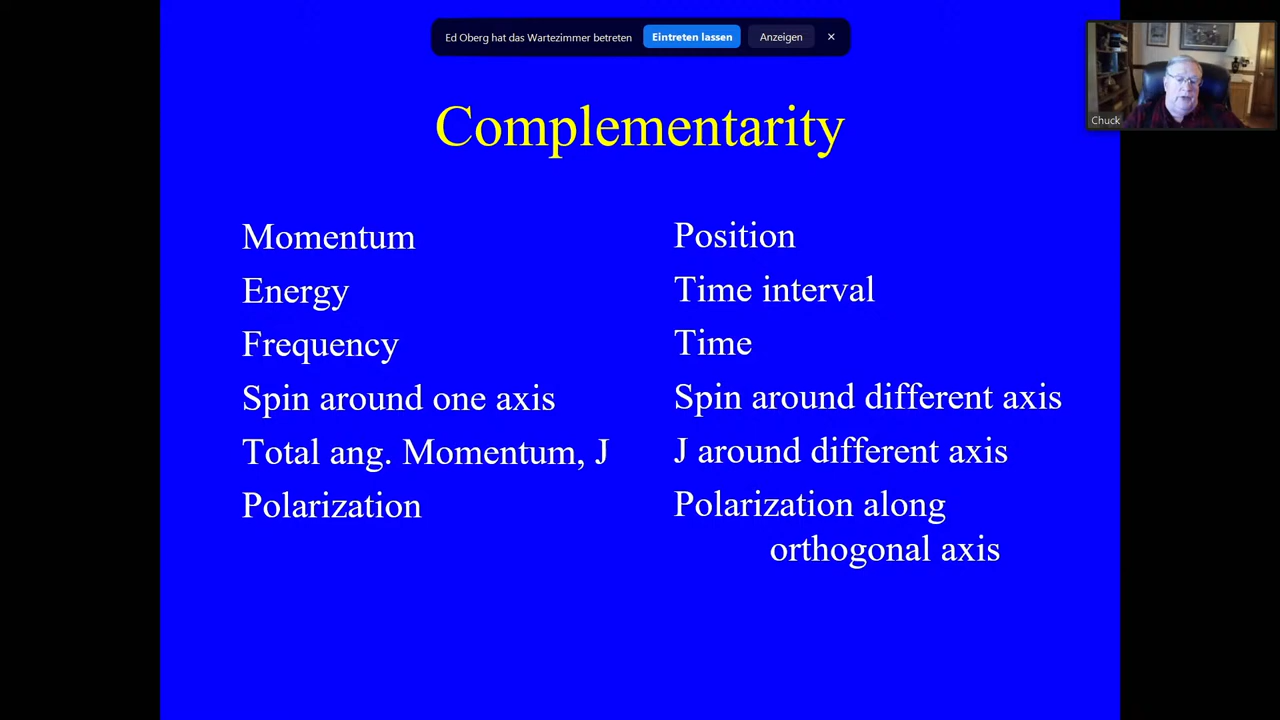 Ed Oberg hat das Wartezimmer betreten Eintreten lassen Anzeigen ×
Chuck
Complementarity
Momentum Position
Energy Time interval
Frequency Time
Spin around one axis Spin around different axis
Total ang. Momentum, J J around different axis
Polarization Polarization along
orthogonal axis